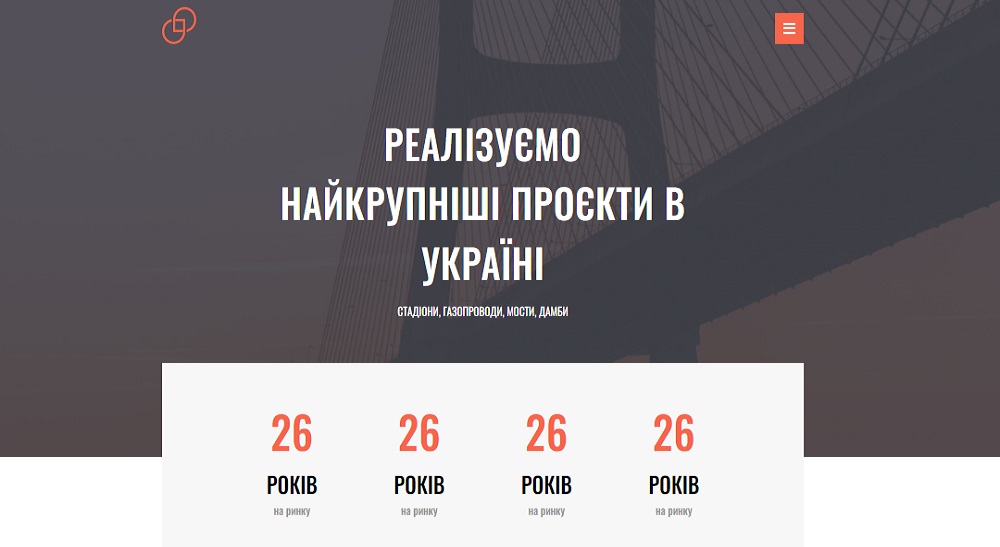 РЕАЛІЗУЄМО
НАЙКРУПНІШІ ПРОЄКТИ В
УКРАЇНІ
СТАДІОНИ, ГАЗОПРОВОДИ, МОСТИ, ДАМБИ
26 26 26 26
РОКІВ РОКІВ РОКІВ РОКІВ
на ринку на ринку на ринку на ринку